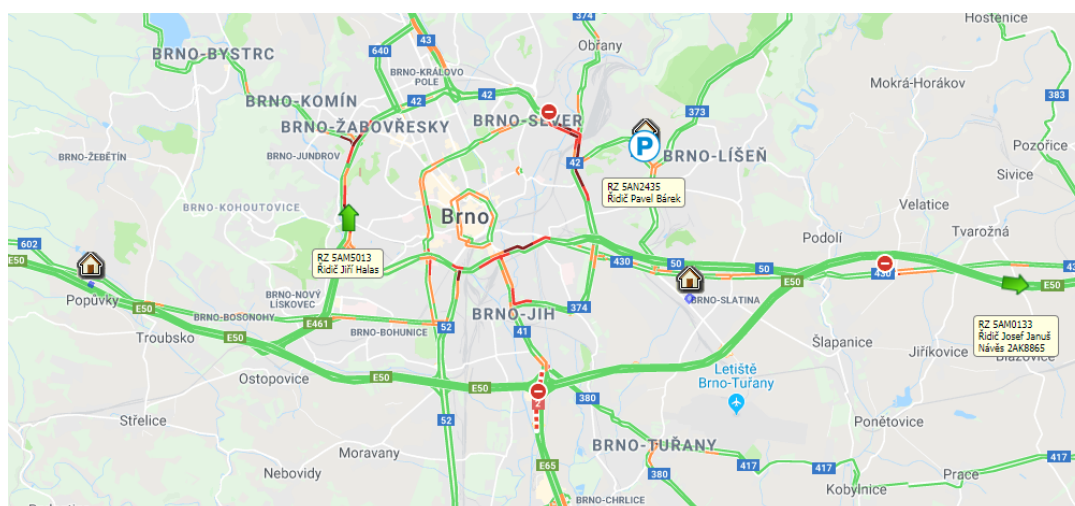 Hostěnice
374
43
Obřany
BRNO-BYSTRC
640
BRNO-KRÁLOVO
POLE
Mokrá-Horákov
42
42
383
BRNO-KOMÍN
373
BRNO-ŽABOVŘESKY
BRNO-SEVER
P
BRNO-ŽEBĚTÍN
BRNO-JUNDROV
BRNO-LÍŠEŇ
Pozořice
42
Sivice
RZ 5AN2435
Řidič Pavel Bárek
BRNO-KOHOUTOVICE
Brno
Velatice
Tvarožná
Podolí
602
RZ 5AM5013
Řidič Jiří Halas
430
50
50
430
E50
Popůvky
BRNO-NOVÝ
LÍSKOVEC
BRNO-SLATINA
E50
E50
374
BRNO-BOSONOHY
E461
BRNO-JIH
Troubsko
E50
BRNO-BOHUNICE
52
41
RZ 5AM0133
Řidič Josef Januš
Návěs 2AK8865
Šlapanice
Jiříkovice
Letiště
Brno-Tuřany
Ostopovice
E50
E50
380
Střelice
52
Ponětovice
Moravany
BRNO-TUŘANY
417
Nebovidy
E65
380
417
417
Prace
Kobylnice
BRNO-CHRLICE